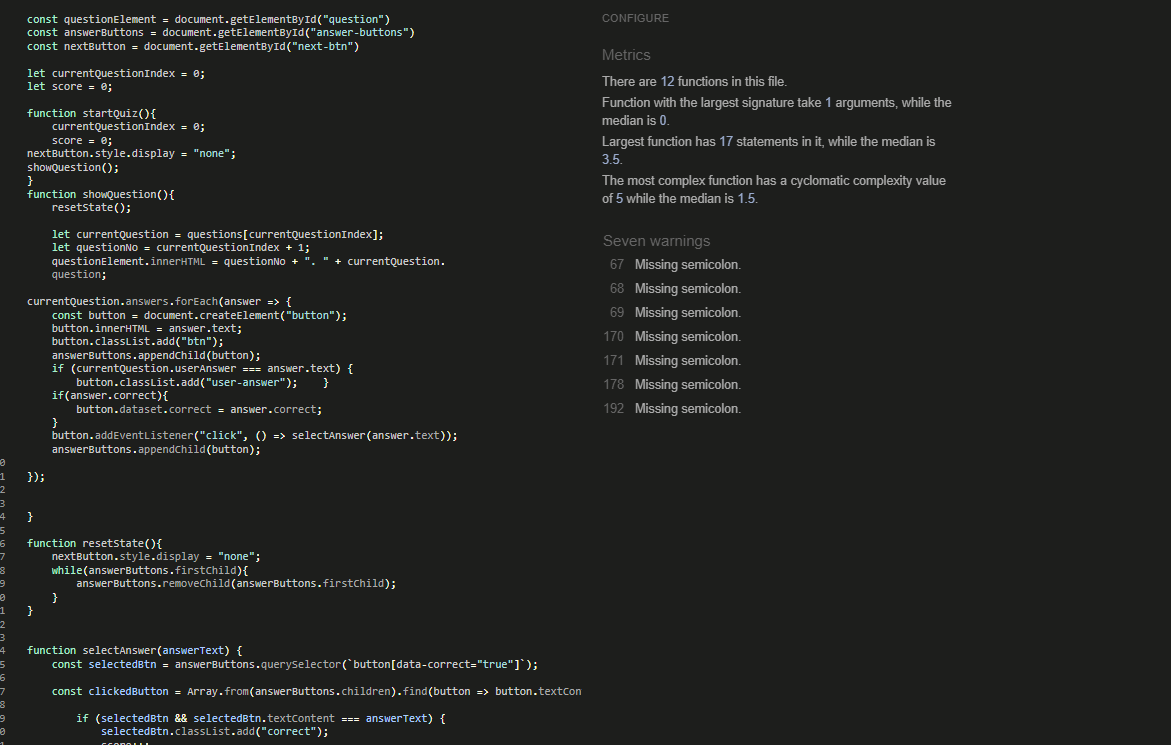 const questionElement = document.getElementById("question")
const answerButtons = document.getElementById("answer-buttons")
const nextButton = document.getElementById("next-btn")
let currentQuestionIndex = 0;
let score = 0;
function startQuiz(){
currentQuestionIndex = 0;
score = 0;
nextButton.style.display = "none";
showQuestion();
}
function showQuestion(){
resetState();
let currentQuestion = questions[currentQuestionIndex];
let questionNo = currentQuestionIndex + 1;
questionElement.innerHTML = questionNo + ". " + currentQuestion.
question;
currentQuestion.answers.forEach(answer => {
const button = document.createElement("button");
button.innerHTML = answer.text;
button.classList.add("btn");
answerButtons.appendChild(button);
if (currentQuestion.userAnswer === answer.text) {
button.classList.add("user-answer");    }
if(answer.correct){
button.dataset.correct = answer.correct;
}
button.addEventListener("click", () => selectAnswer(answer.text));
answerButtons.appendChild(button);
0
1 });
2
3
4 }
5
6 function resetState(){
7 nextButton.style.display = "none";
8 while(answerButtons.firstChild){
9 answerButtons.removeChild(answerButtons.firstChild);
0 }
1 }
2
3
4 function selectAnswer(answerText) {
5 const selectedBtn = answerButtons.querySelector(`button[data-correct="true"]`);
6
7 const clickedButton = Array.from(answerButtons.children).find(button => button.textCon
8
9 if (selectedBtn && selectedBtn.textContent === answerText) {
0 selectedBtn.classList.add("correct");
CONFIGURE
Metrics
There are 12 functions in this file.
Function with the largest signature take 1 arguments, while the
median is 0.
Largest function has 17 statements in it, while the median is
3.5.
The most complex function has a cyclomatic complexity value
of 5 while the median is 1.5.
Seven warnings
67 Missing semicolon.
68 Missing semicolon.
69 Missing semicolon.
170 Missing semicolon.
171 Missing semicolon.
178 Missing semicolon.
192 Missing semicolon.